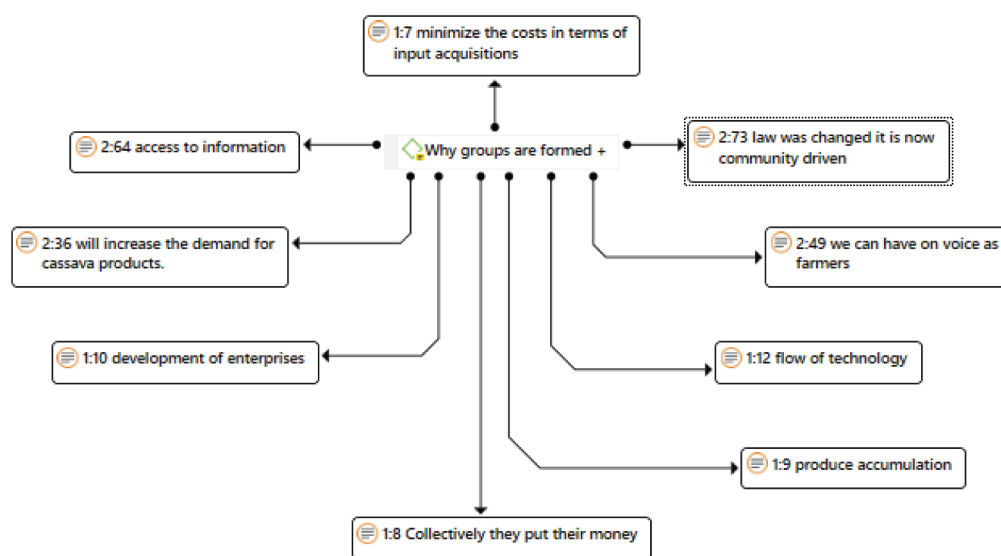 1:7 minimize the costs in terms of
input acquisitions
2:64 access to information
Why groups are formed +
2:73 law was changed it is now
community driven
2:36 will increase the demand for
cassava products.
2:49 we can have on voice as
farmers
1:10 development of enterprises
1:12 flow of technology
1:9 produce accumulation
1:8 Collectively they put their money